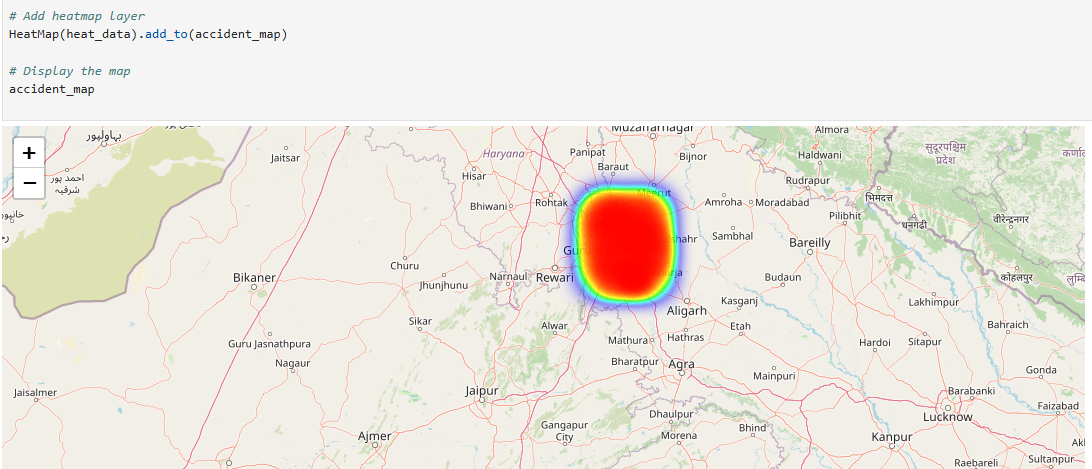 # Add heatmap layer
HeatMap(heat_data).add_to(accident_map)
# Display the map
accident_map
+
−
بہاولپور
احمد پور
شرقیہ
Jaitsar
Haryana
Hisar
Bhiwani
Rohtak
Panipat
Baraut
Muzaffarnagar
Bijnor
Almora
Haldwani
Rudrapur
Amroha
Moradabad
Pilibhit
Sambhal
Bareilly
सुदूरपश्चिम
प्रदेश
भिमदत्त
धनगढी
वीरेन्द्रनगर
कोहलपुर
Bikaner
Churu
Jhunjhunu
Narnaul
Rewari
Budaun
Kasganj
Aligarh
Etah
Lakhimpur
Bahraich
Sikar
Alwar
Mathura
Hathras
Hardoi
Sitapur
Guru Jasnathpura
Nagaur
Bharatpur
Agra
Mainpuri
Gonda
Jaisalmer
Jaipur
Barabanki
Faizabad
Lucknow
Dhaulpur
Gangapur
City
Morena
Bhind
Ajmer
Kanpur
Raebareli
Sultanpur